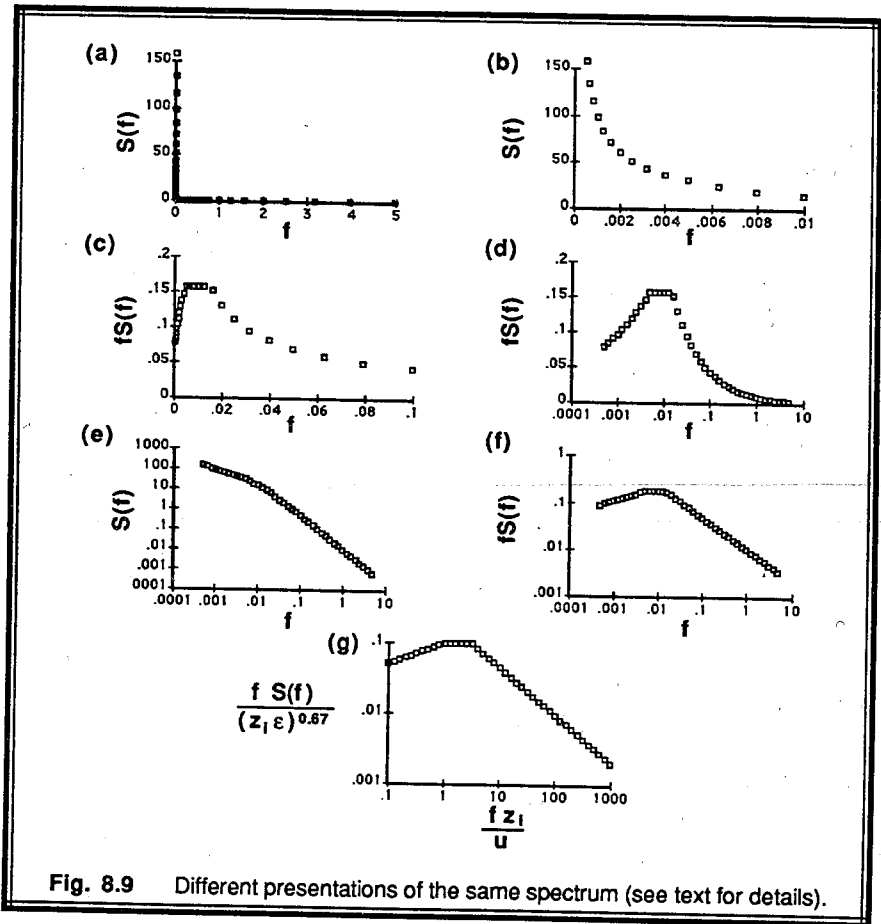 (a)
S(f)
150
100
50
0
0 1 2 3 4 5
f
(b)
S(f)
150
100
50
0
0 .002 .004 .006 .008 .01
f
(c)
fS(f)
.2
.15
.1
.05
0
0 .02 .04 .06 .08 .1
f
(d)
fS(f)
.2
.15
.1
.05
0
.0001 .001 .01 .1 1 10
f
(e)
S(f)
1000
100
10
1
.1
.01
.001
0001
.0001 .001 .01 .1 1 10
f
(f)
fS(f)
1
.1
.01
.001
.0001 .001 .01 .1 1 10
f
(g)
f S(f)
(z_i ε)^0.67
.1
.01
.001
.1 1 10 100 1000
f z_i
u
Fig. 8.9 Different presentations of the same spectrum (see text for details).